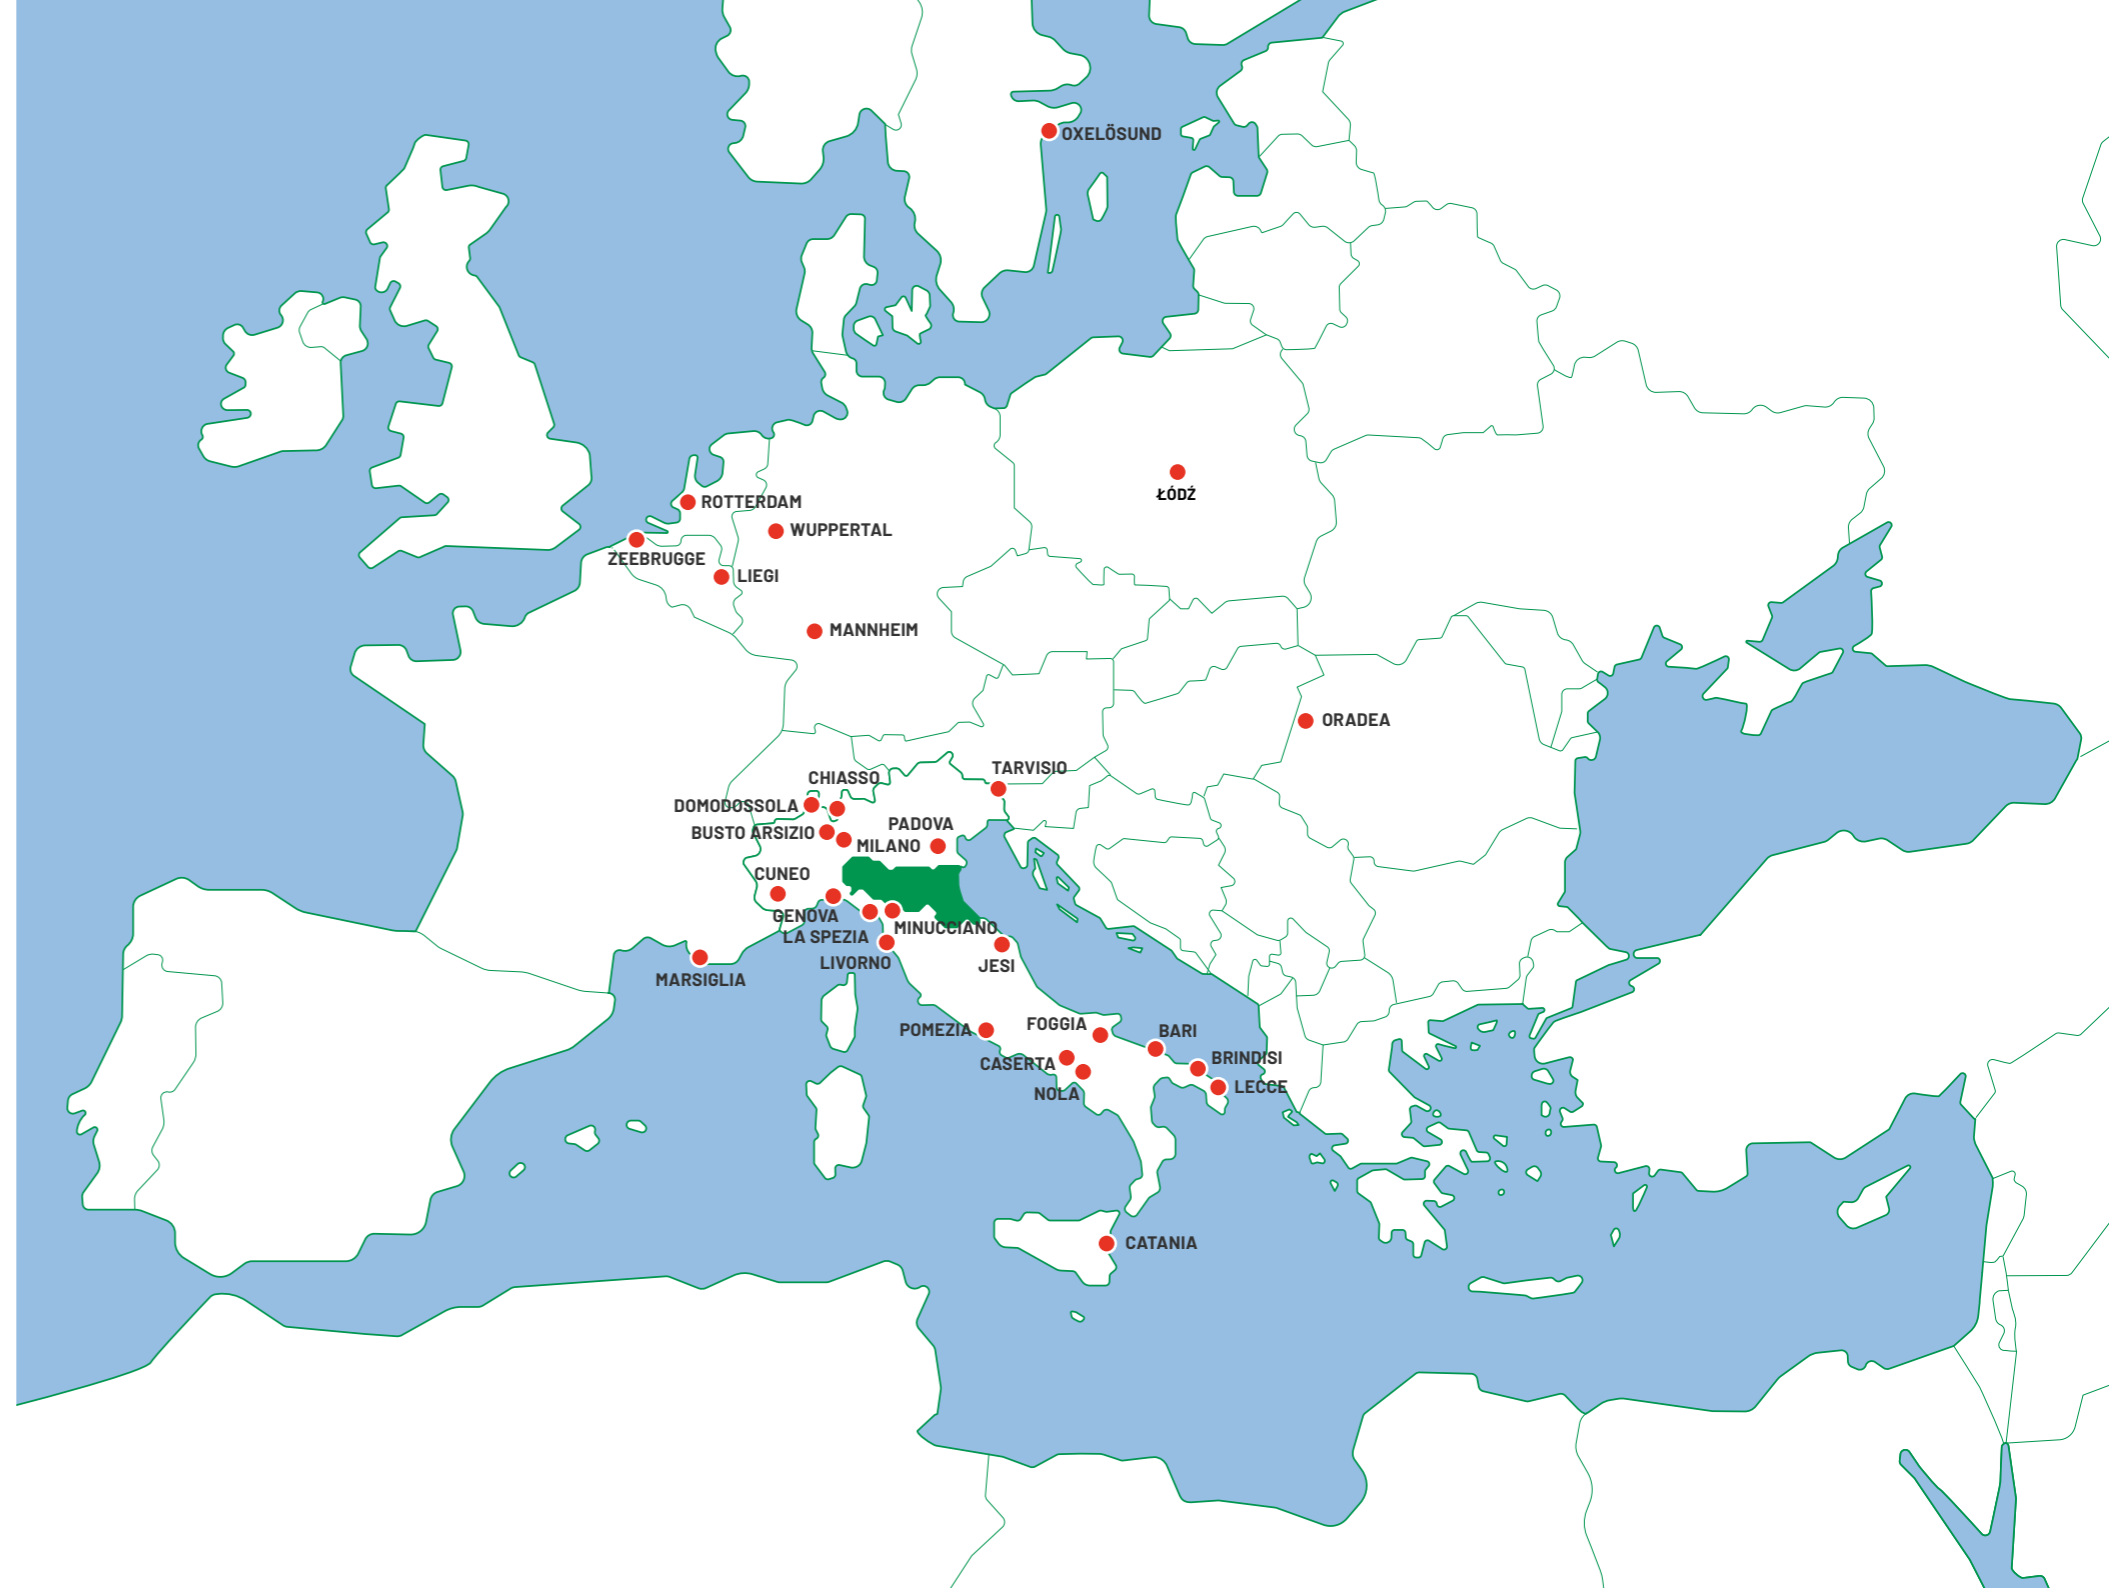 OXELÖSUND
ŁÓDŹ
ROTTERDAM
WUPPERTAL
ZEEBRUGGE
LIEGI
MANNHEIM
ORADEA
TARVISIO
CHIASSO
DOMODOSSOLA
PADOVA
BUSTO ARSIZIO
MILANO
CUNEO
GENOVA
MINUCCIANO
LA SPEZIA
LIVORNO
JESI
MARSIGLIA
FOGGIA
POMEZIA
BARI
BRINDISI
CASERTA
LECCE
NOLA
CATANIA